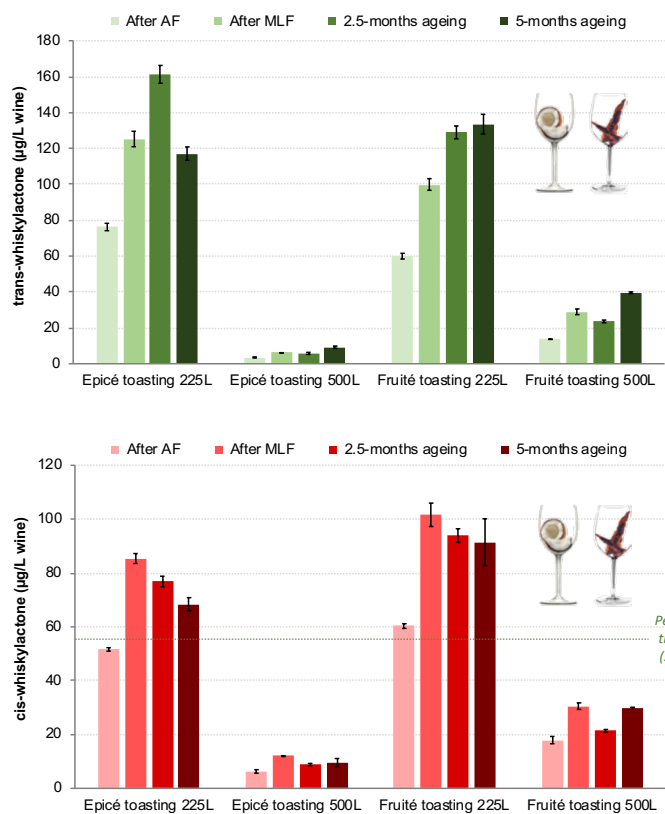 After AF After MLF 2.5-months ageing 5-months ageing
trans-whiskylactone (µg/L wine)
180
160
140
120
100
80
60
40
20
0
Epicé toasting 225L Epicé toasting 500L Fruité toasting 225L Fruité toasting 500L
After AF After MLF 2.5-months ageing 5-months ageing
cis-whiskylactone (µg/L wine)
120
100
80
60
40
20
0
Epicé toasting 225L Epicé toasting 500L Fruité toasting 225L Fruité toasting 500L